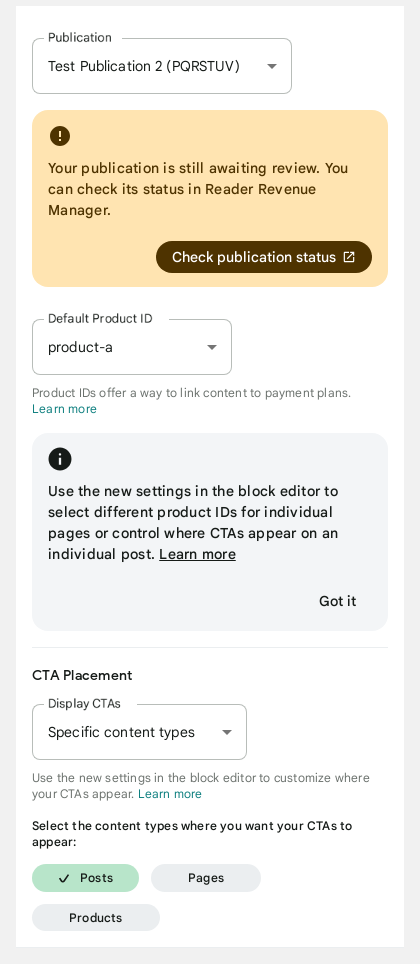 Publication
Test Publication 2 (PQRSTUV)
Your publication is still awaiting review. You
can check its status in Reader Revenue
Manager.
Check publication status
Default Product ID
product-a
Product IDs offer a way to link content to payment plans.
Learn more
Use the new settings in the block editor to
select different product IDs for individual
pages or control where CTAs appear on an
individual post. Learn more
Got it
CTA Placement
Display CTAs
Specific content types
Use the new settings in the block editor to customize where
your CTAs appear. Learn more
Select the content types where you want your CTAs to
appear:
Posts
Pages
Products